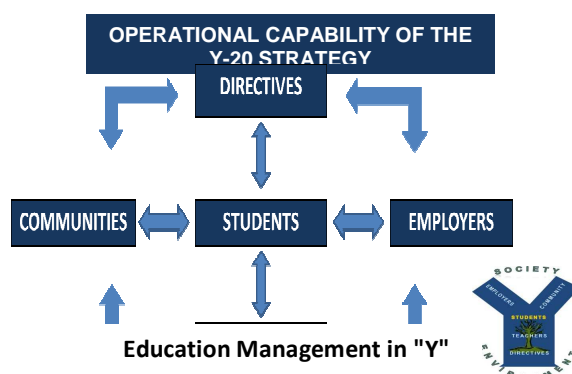 OPERATIONAL CAPABILITY OF THE
Y-20 STRATEGY
DIRECTIVES
COMMUNITIES
STUDENTS
EMPLOYERS
Education Management in "Y"
SOCIETY
EMPLOYERS
COMMUNITY
STUDENTS
TEACHERS
DIRECTIVES
ENVIRONMENT